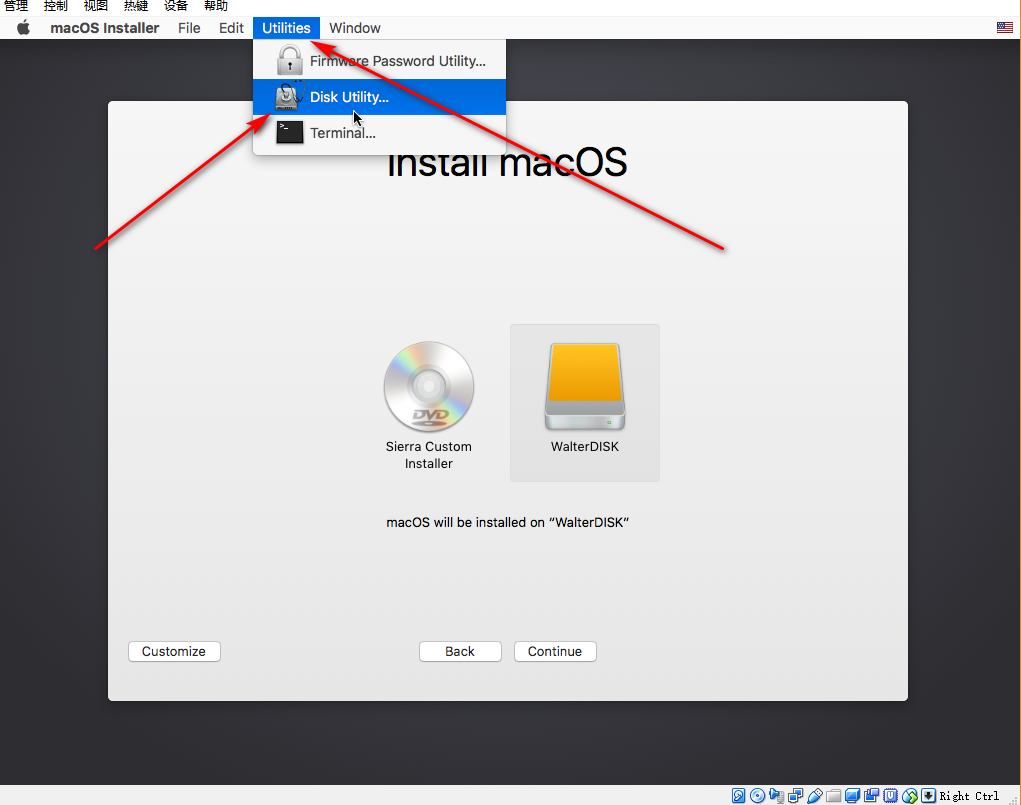 管理 控制 视图 热键 设备 帮助
macOS Installer File Edit Utilities Window
Firmware Password Utility...
Disk Utility...
Terminal...
Install macOS
DVD
Sierra Custom
Installer
WalterDISK
macOS will be installed on “WalterDISK”
Customize Back Continue
Right Ctrl